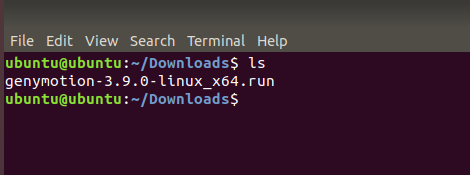 File Edit View Search Terminal Help
ubuntu@ubuntu:~/Downloads$ ls
genymotion-3.9.0-linux_x64.run
ubuntu@ubuntu:~/Downloads$